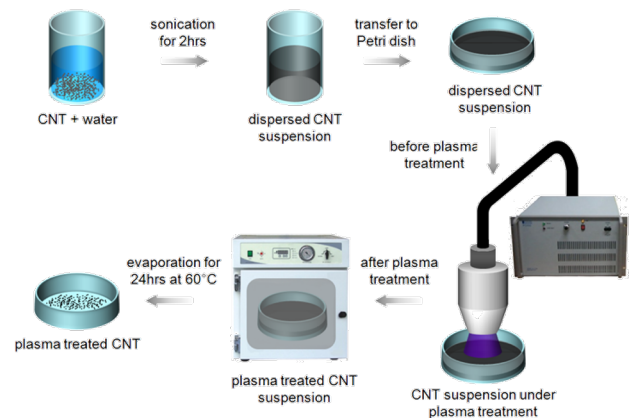 sonication
for 2hrs
transfer to
Petri dish
CNT + water
dispersed CNT
suspension
dispersed CNT
suspension
before plasma
treatment
evaporation for
24hrs at 60°C
after plasma
treatment
plasma treated CNT
plasma treated CNT
suspension
CNT suspension under
plasma treatment